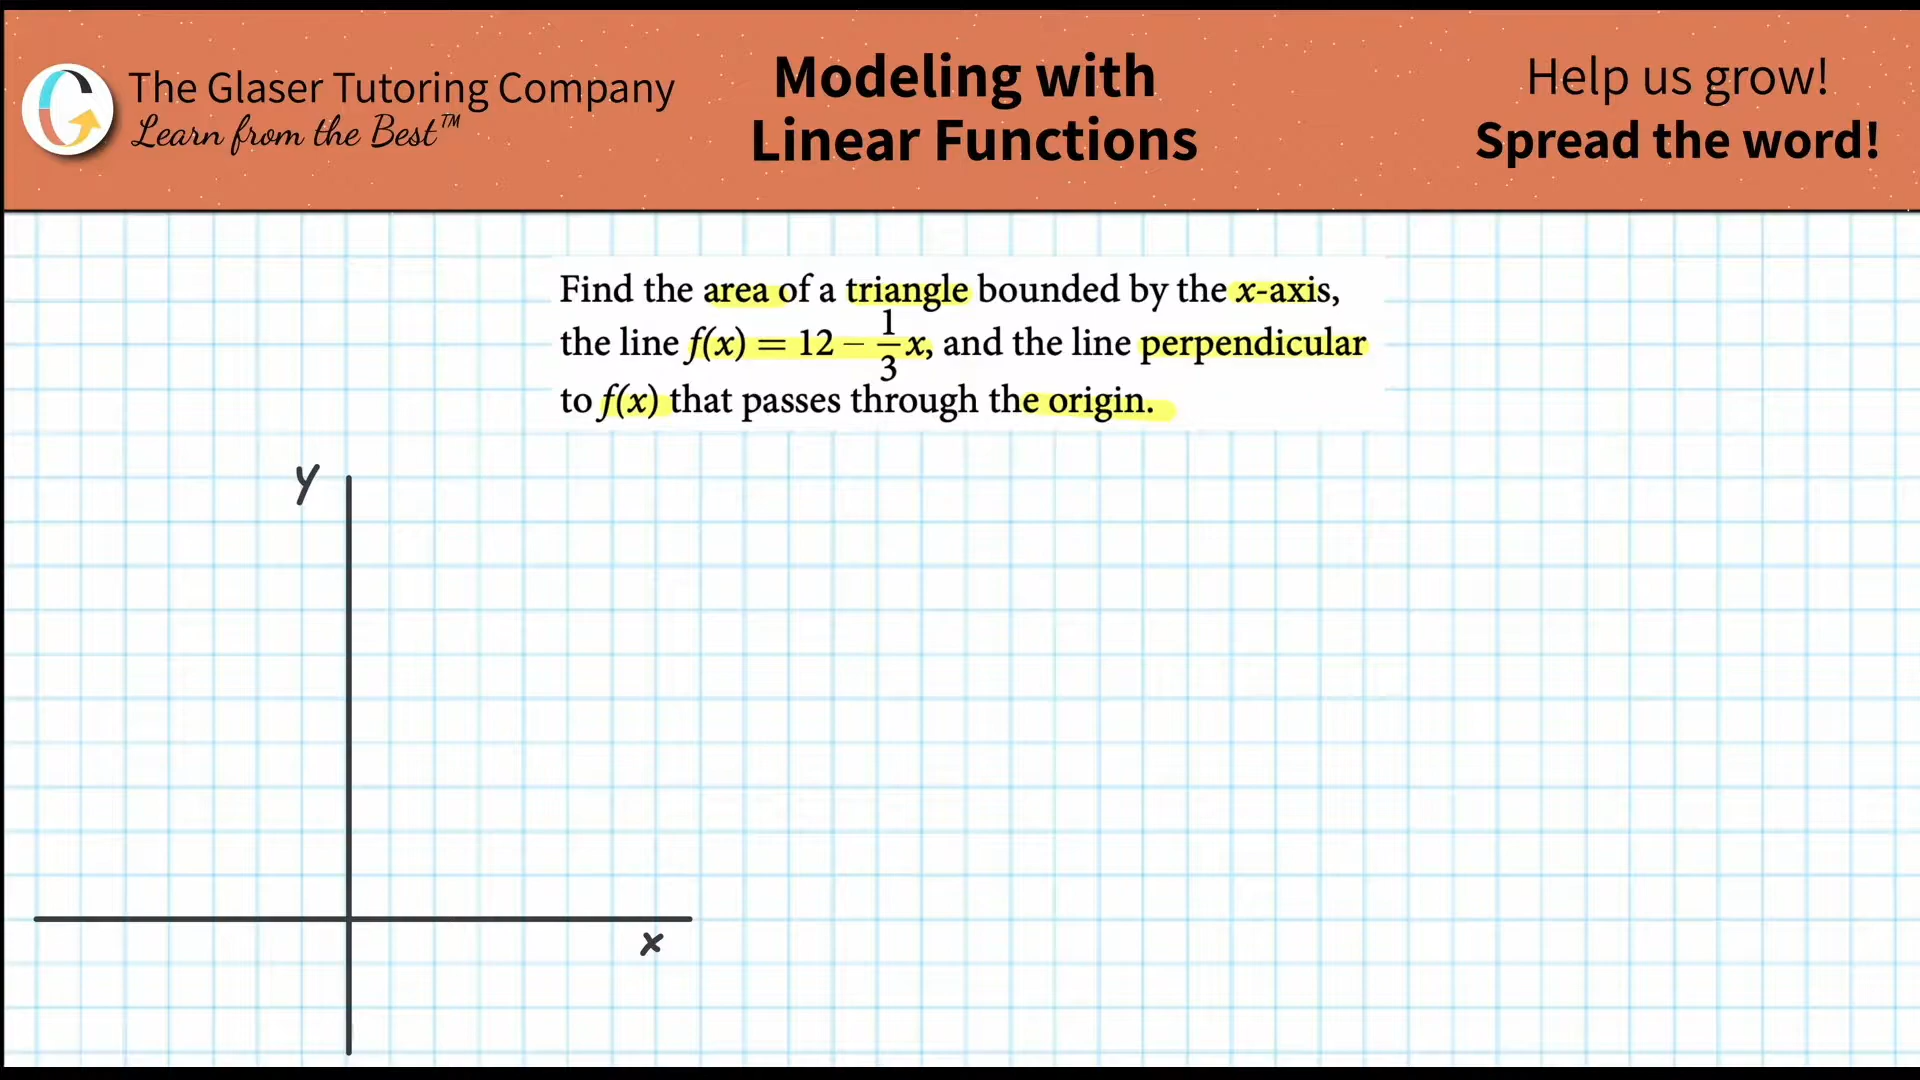 The Glaser Tutoring Company
Learn from the Best™
Modeling with
Linear Functions
Help us grow!
Spread the word!
Find the area of a triangle bounded by the x-axis,
the line f(x) = 12 − 1/3 x, and the line perpendicular
to f(x) that passes through the origin.
y
x